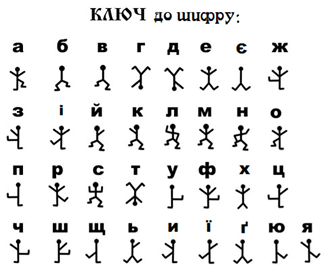 КЛЮЧ до шифру:
а б в г д е є ж
з і й к л м н о
п р с т у ф х ц
ч ш щ ь и ї ґ ю я